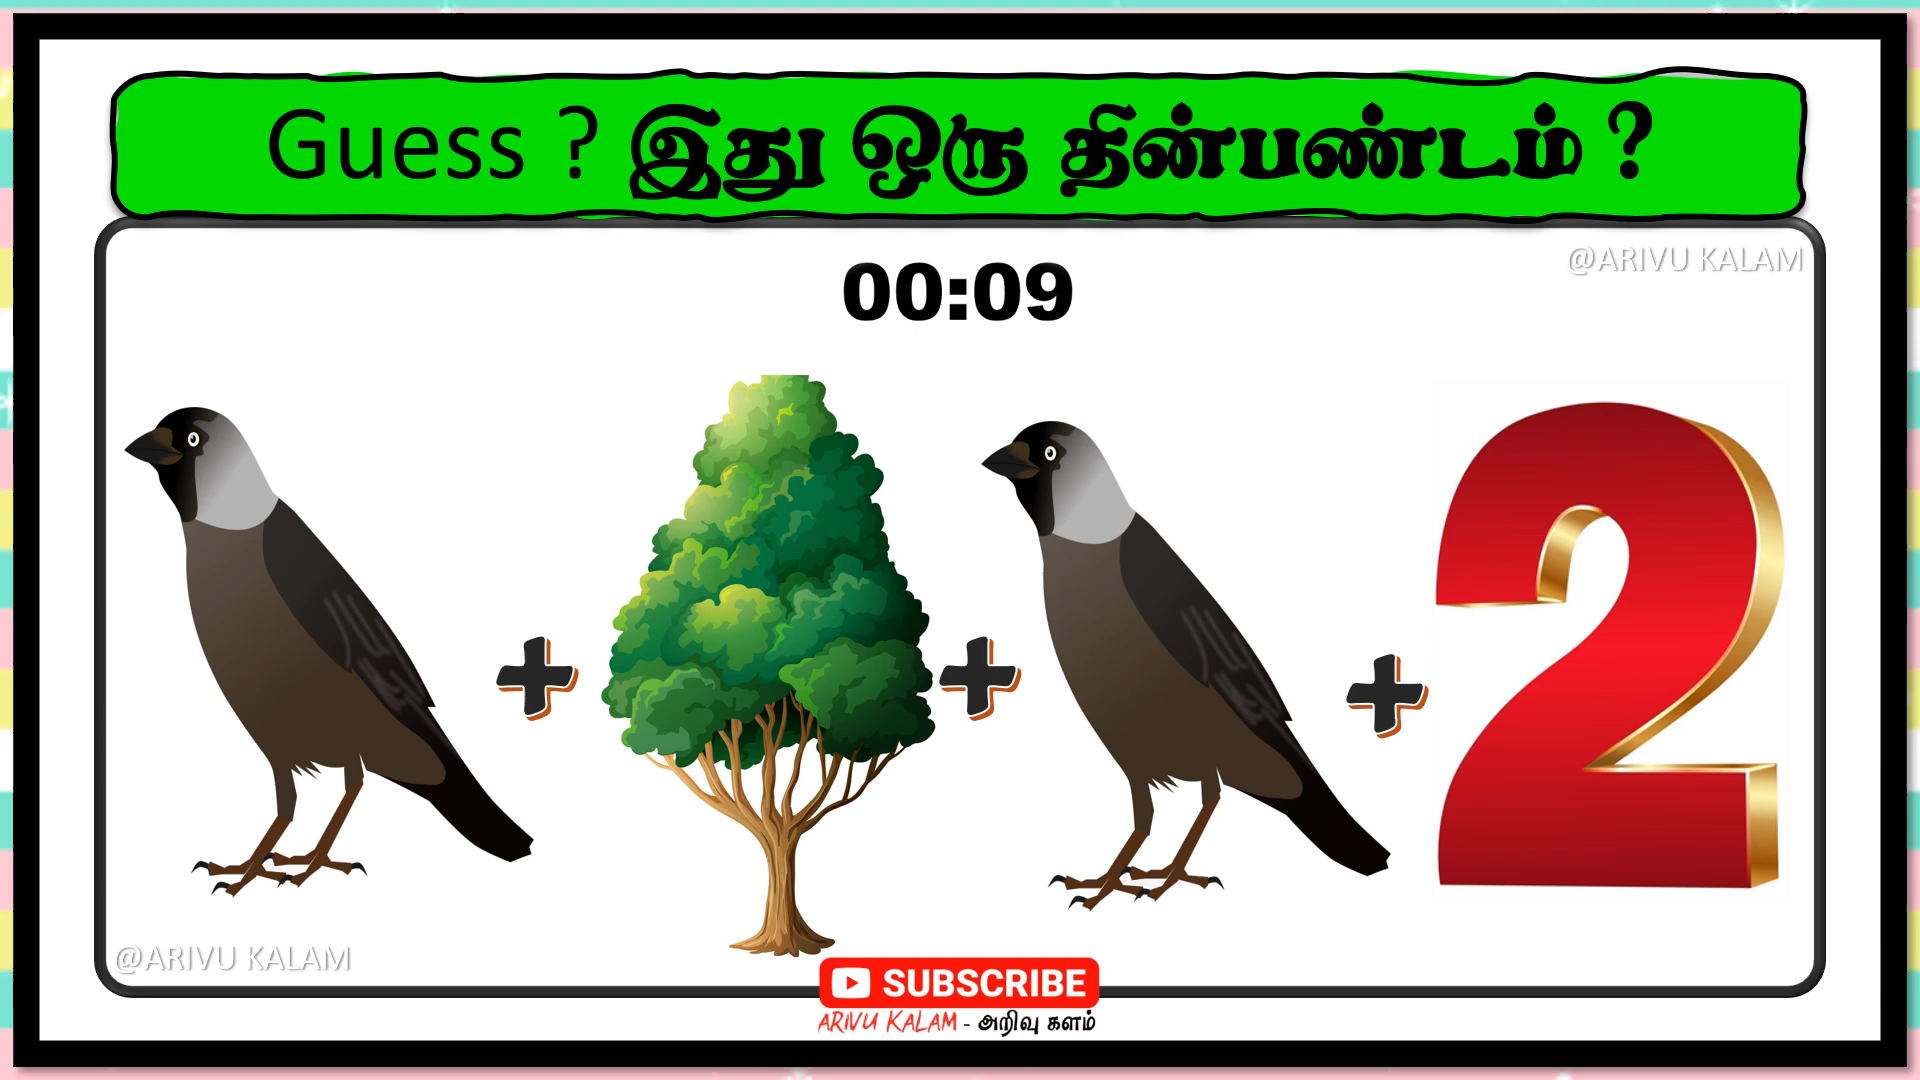 Guess ? இது ஒரு தின்பண்டம் ?
@ARIVU KALAM
00:09
2
@ARIVU KALAM
SUBSCRIBE
ARIVU KALAM - அறிவு களம்